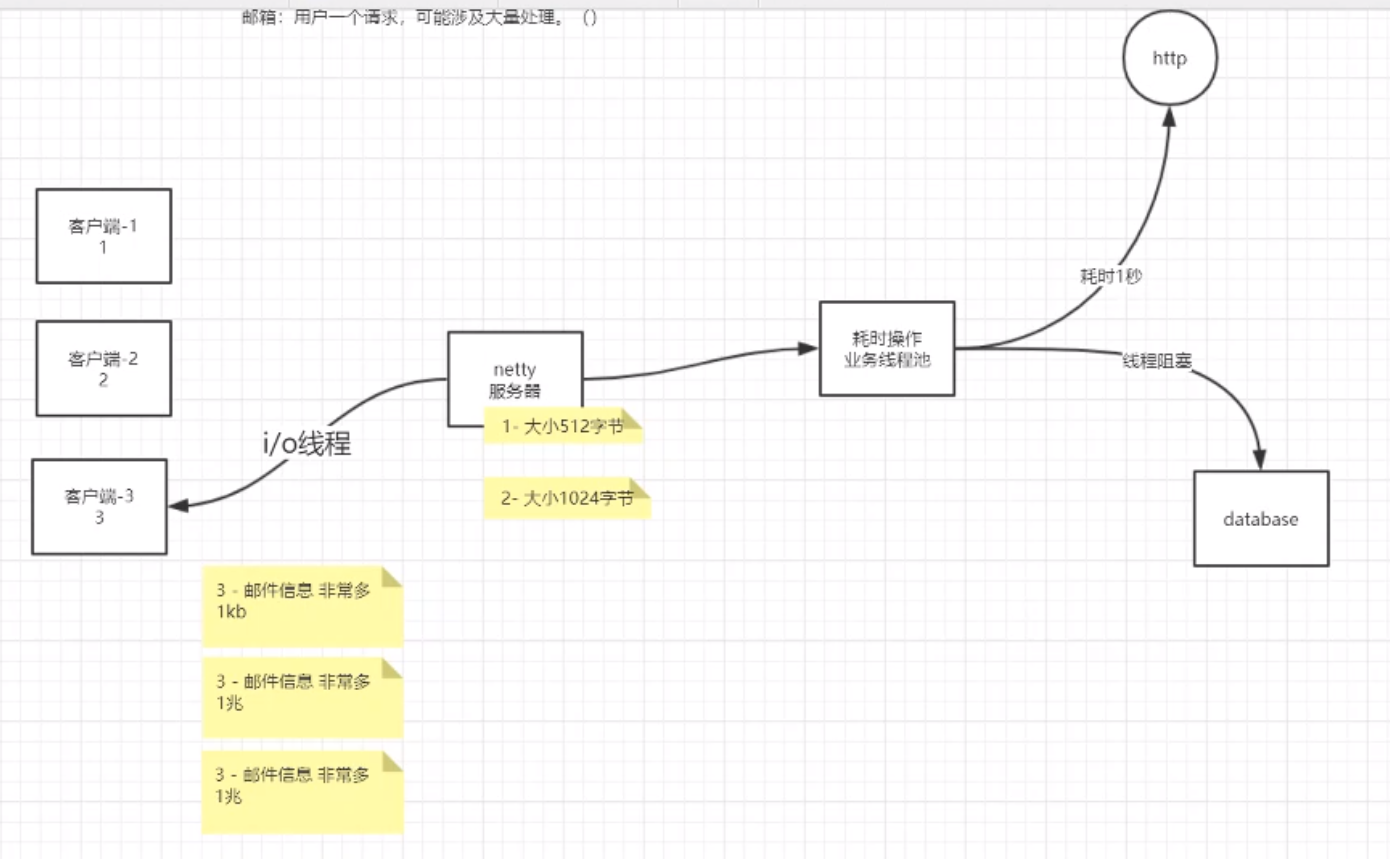 邮箱：用户一个请求，可能涉及大量处理。（）
http
客户端-1
1
耗时1秒
客户端-2
2
耗时操作
业务线程池
线程阻塞
netty
服务器
1- 大小512字节
i/o线程
2- 大小1024字节
客户端-3
3
database
3 - 邮件信息 非常多
1kb
3 - 邮件信息 非常多
1兆
3 - 邮件信息 非常多
1兆